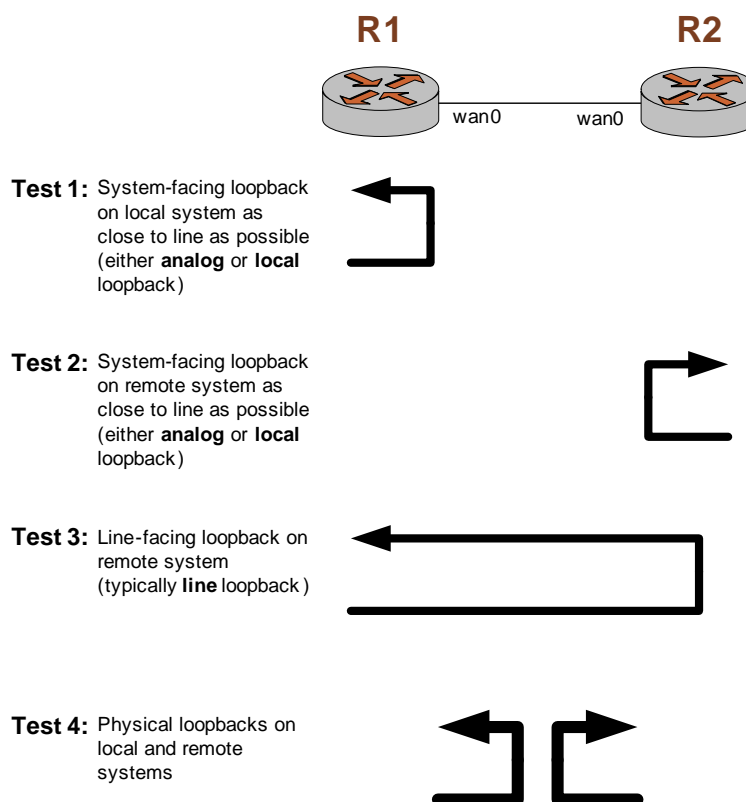 R1
R2
wan0
wan0
Test 1: System-facing loopback
on local system as
close to line as possible
(either analog or local
loopback)
Test 2: System-facing loopback
on remote system as
close to line as possible
(either analog or local
loopback)
Test 3: Line-facing loopback on
remote system
(typically line loopback)
Test 4: Physical loopbacks on
local and remote
systems